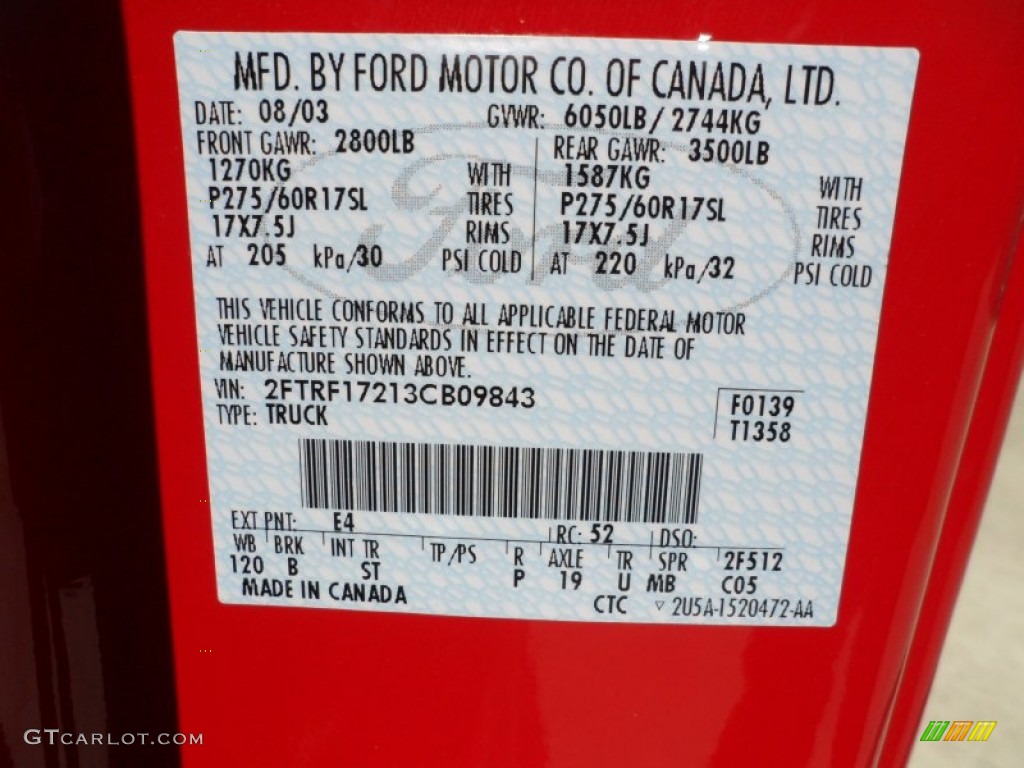 MFD. BY FORD MOTOR CO. OF CANADA, LTD.
DATE: 08/03 GVWR: 6050LB/ 2744KG
FRONT GAWR: 2800LB REAR GAWR: 3500LB
1270KG WITH 1587KG WITH
P275/60R17SL TIRES P275/60R17SL TIRES
17X7.5J RIMS 17X7.5J RIMS
AT 205 kPa/30 PSI COLD AT 220 kPa/32 PSI COLD
Ford
THIS VEHICLE CONFORMS TO ALL APPLICABLE FEDERAL MOTOR
VEHICLE SAFETY STANDARDS IN EFFECT ON THE DATE OF
MANUFACTURE SHOWN ABOVE.
VIN: 2FTRF17213CB09843 F0139
TYPE: TRUCK T1358
EXT PNT: E4 RC: 52 DSO:
WB BRK INT TR TP/PS R AXLE TR SPR 2F512
120 B ST P 19 U MB C05
MADE IN CANADA CTC ▽ 2U5A-1520472-AA
GTCARLOT.COM